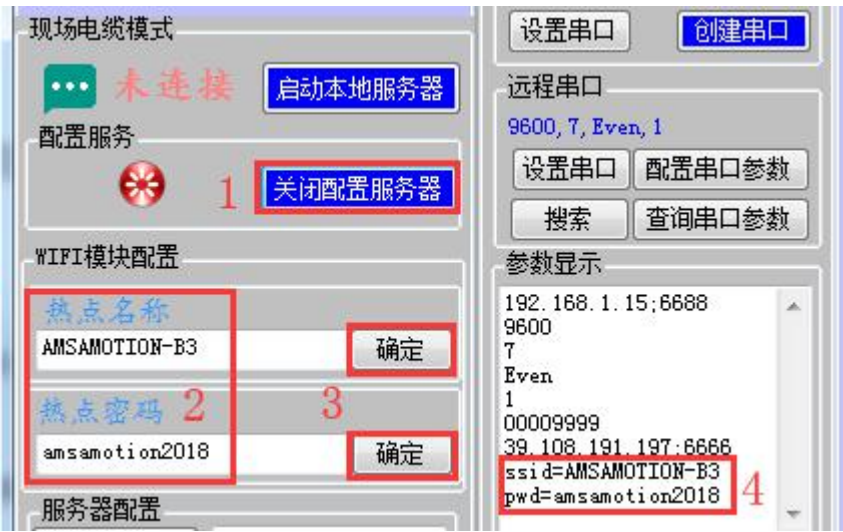 现场电缆模式
未连接
启动本地服务器
配置服务
1
关闭配置服务器
WIFI模块配置
热点名称
AMSAMOTION-B3
确定
热点密码
2
3
amsamotion2018
确定
服务器配置
设置串口
创建串口
远程串口
9600, 7, Even, 1
设置串口
配置串口参数
搜索
查询串口参数
参数显示
192.168.1.15;6688
9600
7
Even
1
00009999
39.108.191.197:6666
ssid=AMSAMOTION-B3
pwd=amsamotion2018
4